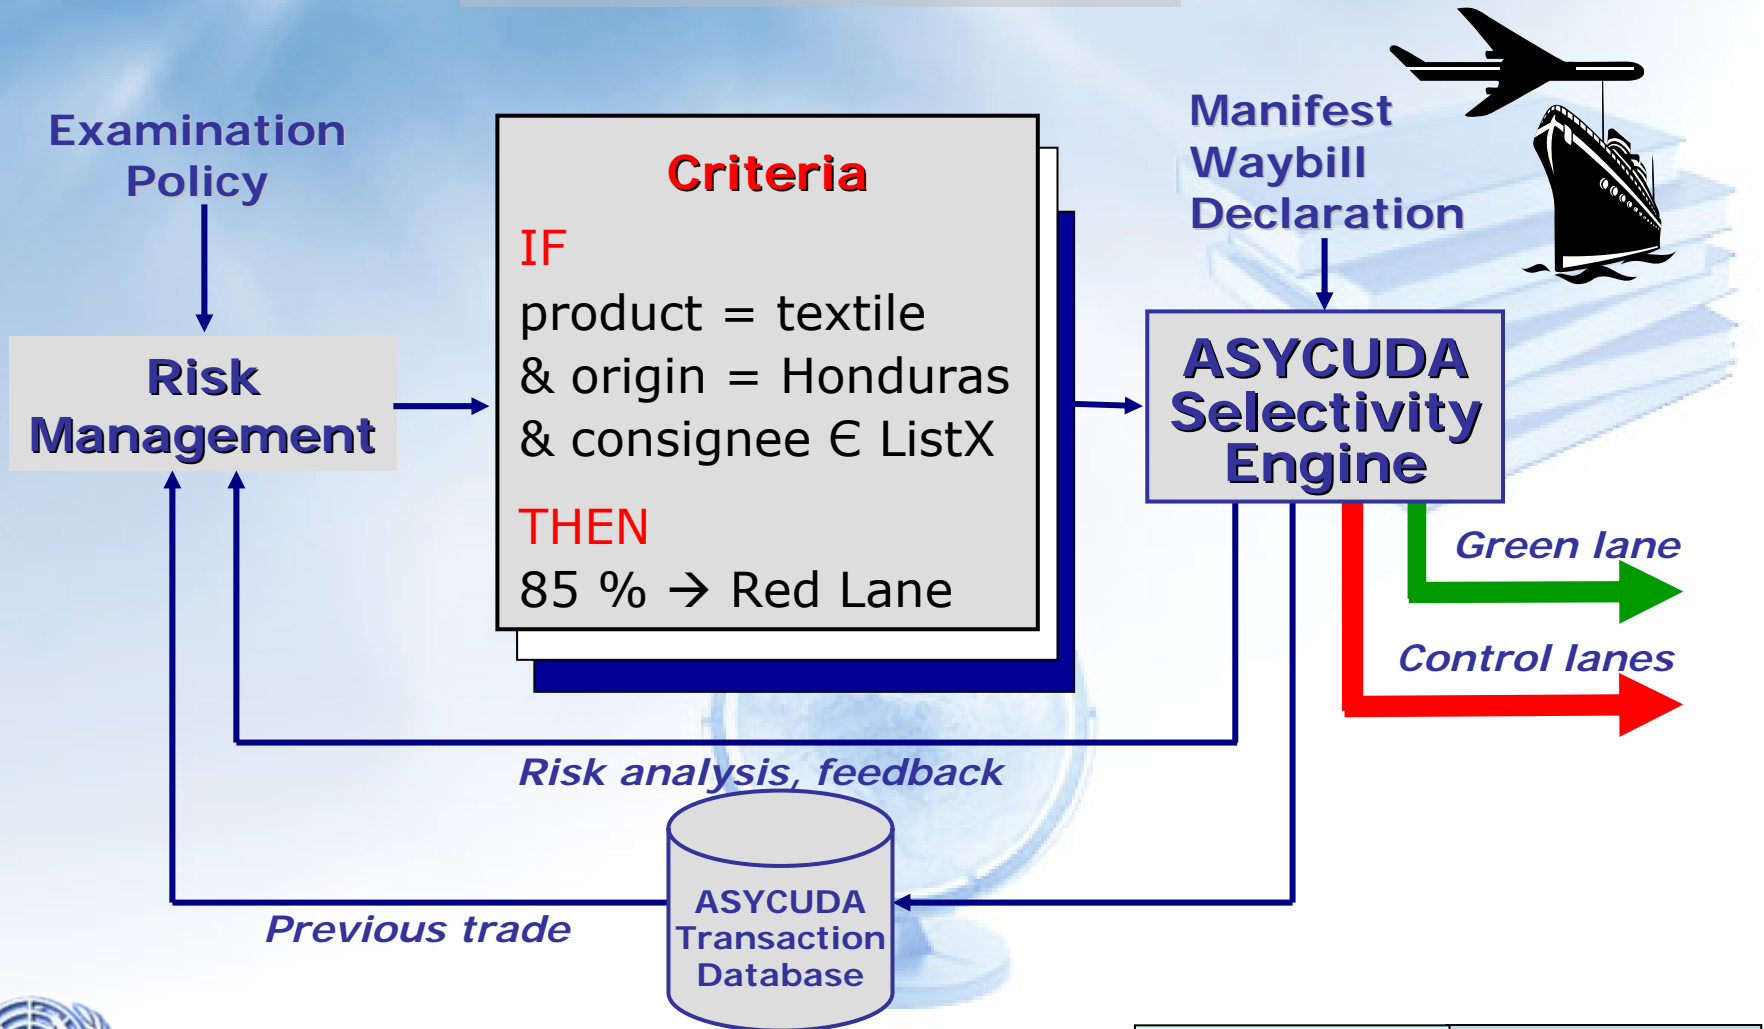 Examination
Policy
Risk
Management
Criteria
IF
product = textile
& origin = Honduras
& consignee Є ListX
THEN
85 % → Red Lane
Manifest
Waybill
Declaration
ASYCUDA
Selectivity
Engine
Green lane
Control lanes
Risk analysis, feedback
Previous trade
ASYCUDA
Transaction
Database